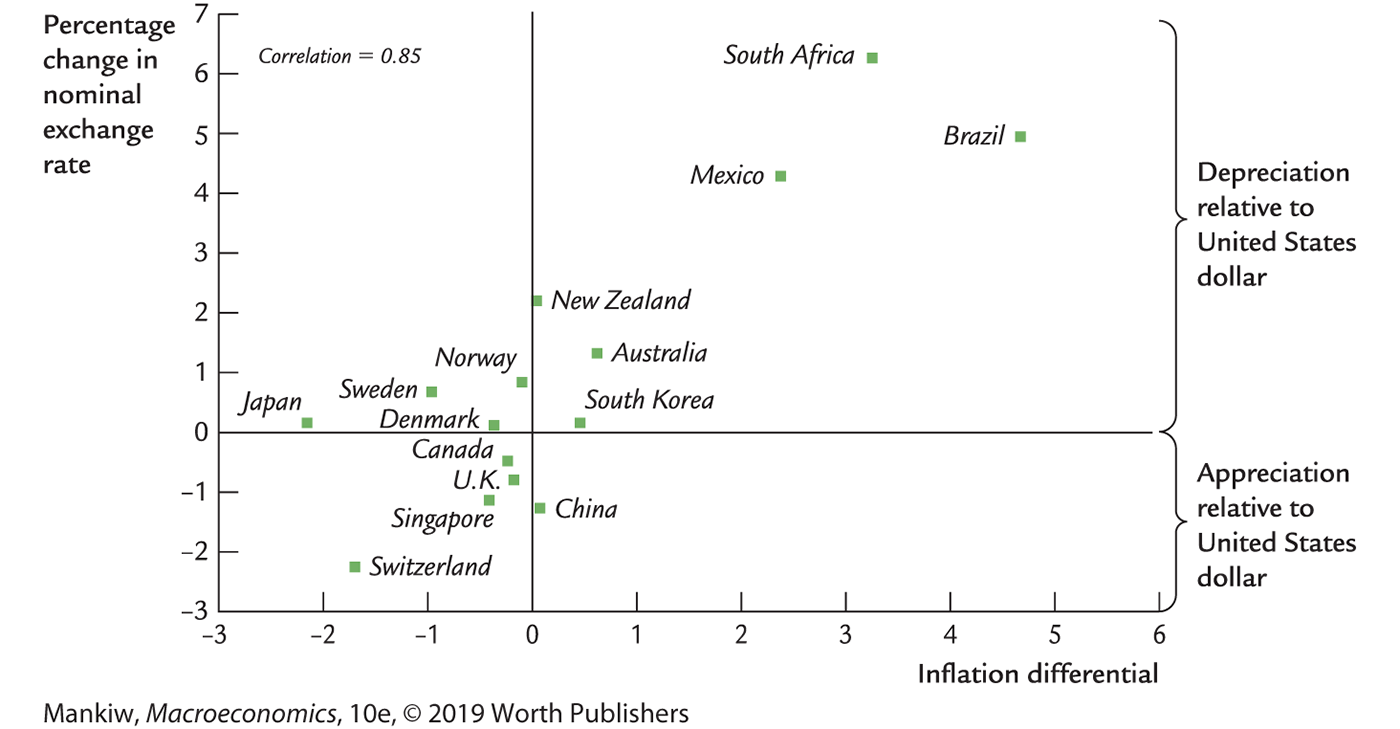 Percentage
change in
nominal
exchange
rate
7
6
5
4
3
2
1
0
–1
–2
–3
Correlation = 0.85
South Africa
Brazil
Mexico
New Zealand
Australia
Norway
Sweden
South Korea
Japan
Denmark
Canada
U.K.
Singapore
China
Switzerland
Depreciation
relative to
United States
dollar
Appreciation
relative to
United States
dollar
–3 –2 –1 0 1 2 3 4 5 6
Inflation differential
Mankiw, Macroeconomics, 10e, © 2019 Worth Publishers